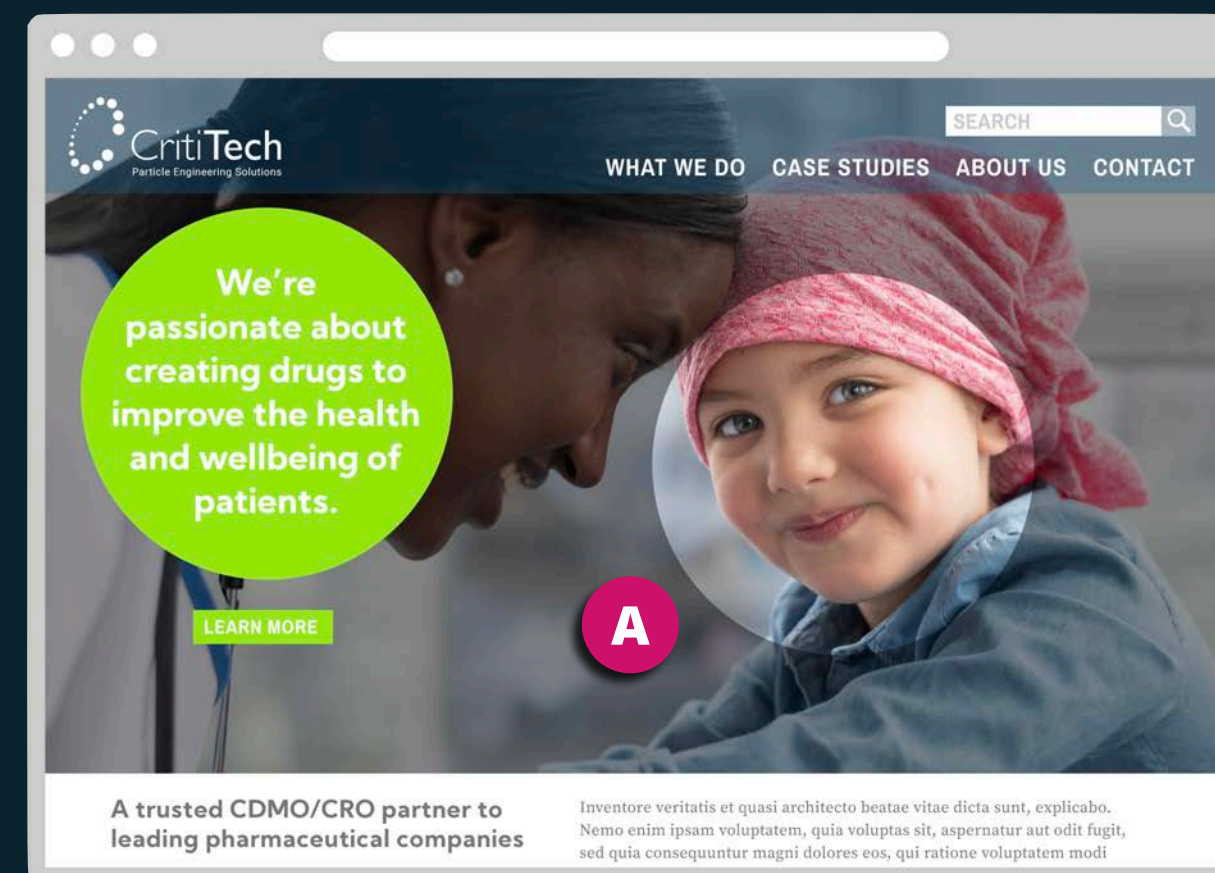 CritiTech
Particle Engineering Solutions
SEARCH
WHAT WE DO CASE STUDIES ABOUT US CONTACT
We're
passionate about
creating drugs to
improve the health
and wellbeing of
patients.
LEARN MORE
A
A trusted CDMO/CRO partner to
leading pharmaceutical companies
Inventore veritatis et quasi architecto beatae vitae dicta sunt, explicabo.
Nemo enim ipsam voluptatem, quia voluptas sit, aspernatur aut odit fugit,
sed quia consequuntur magni dolores eos, qui ratione voluptatem modi